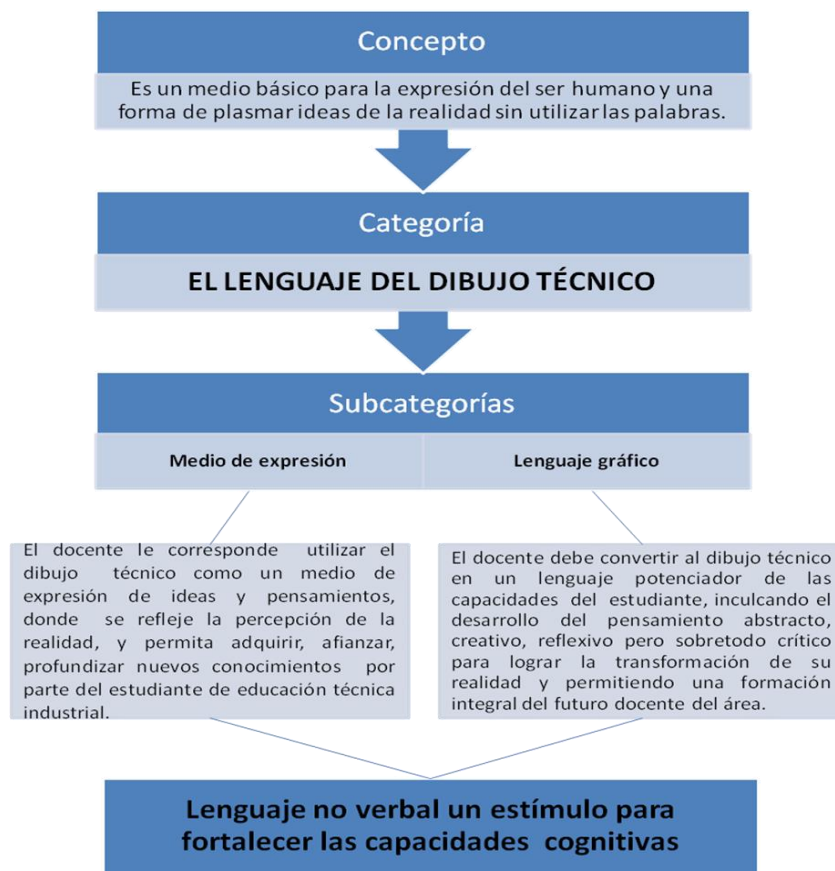 Concepto
Es un medio básico para la expresión del ser humano y una
forma de plasmar ideas de la realidad sin utilizar las palabras.
Categoría
EL LENGUAJE DEL DIBUJO TÉCNICO
Subcategorías
Medio de expresión
Lenguaje gráfico
El docente le corresponde utilizar el
dibujo técnico como un medio de
expresión de ideas y pensamientos,
donde se refleje la percepción de la
realidad, y permita adquirir, afianzar,
profundizar nuevos conocimientos por
parte del estudiante de educación técnica
industrial.
El docente debe convertir al dibujo técnico
en un lenguaje potenciador de las
capacidades del estudiante, inculcando el
desarrollo del pensamiento abstracto,
creativo, reflexivo pero sobretodo crítico
para lograr la transformación de su
realidad y permitiendo una formación
integral del futuro docente del área.
Lenguaje no verbal un estímulo para
fortalecer las capacidades cognitivas